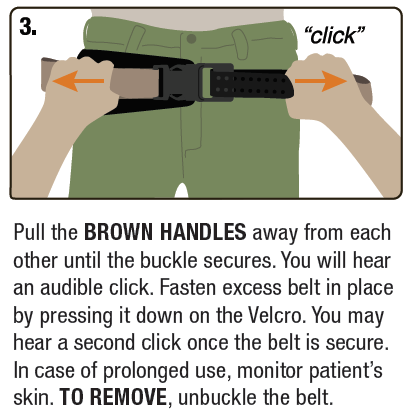 3.
“click”
Pull the BROWN HANDLES away from each
other until the buckle secures. You will hear
an audible click. Fasten excess belt in place
by pressing it down on the Velcro. You may
hear a second click once the belt is secure.
In case of prolonged use, monitor patient’s
skin. TO REMOVE, unbuckle the belt.